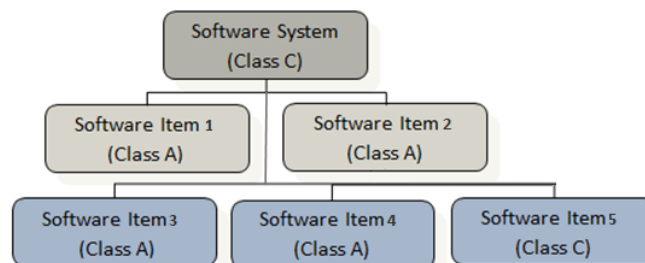 Software System
(Class C)
Software Item 1
(Class A)
Software Item 2
(Class A)
Software Item 3
(Class A)
Software Item 4
(Class A)
Software Item 5
(Class C)